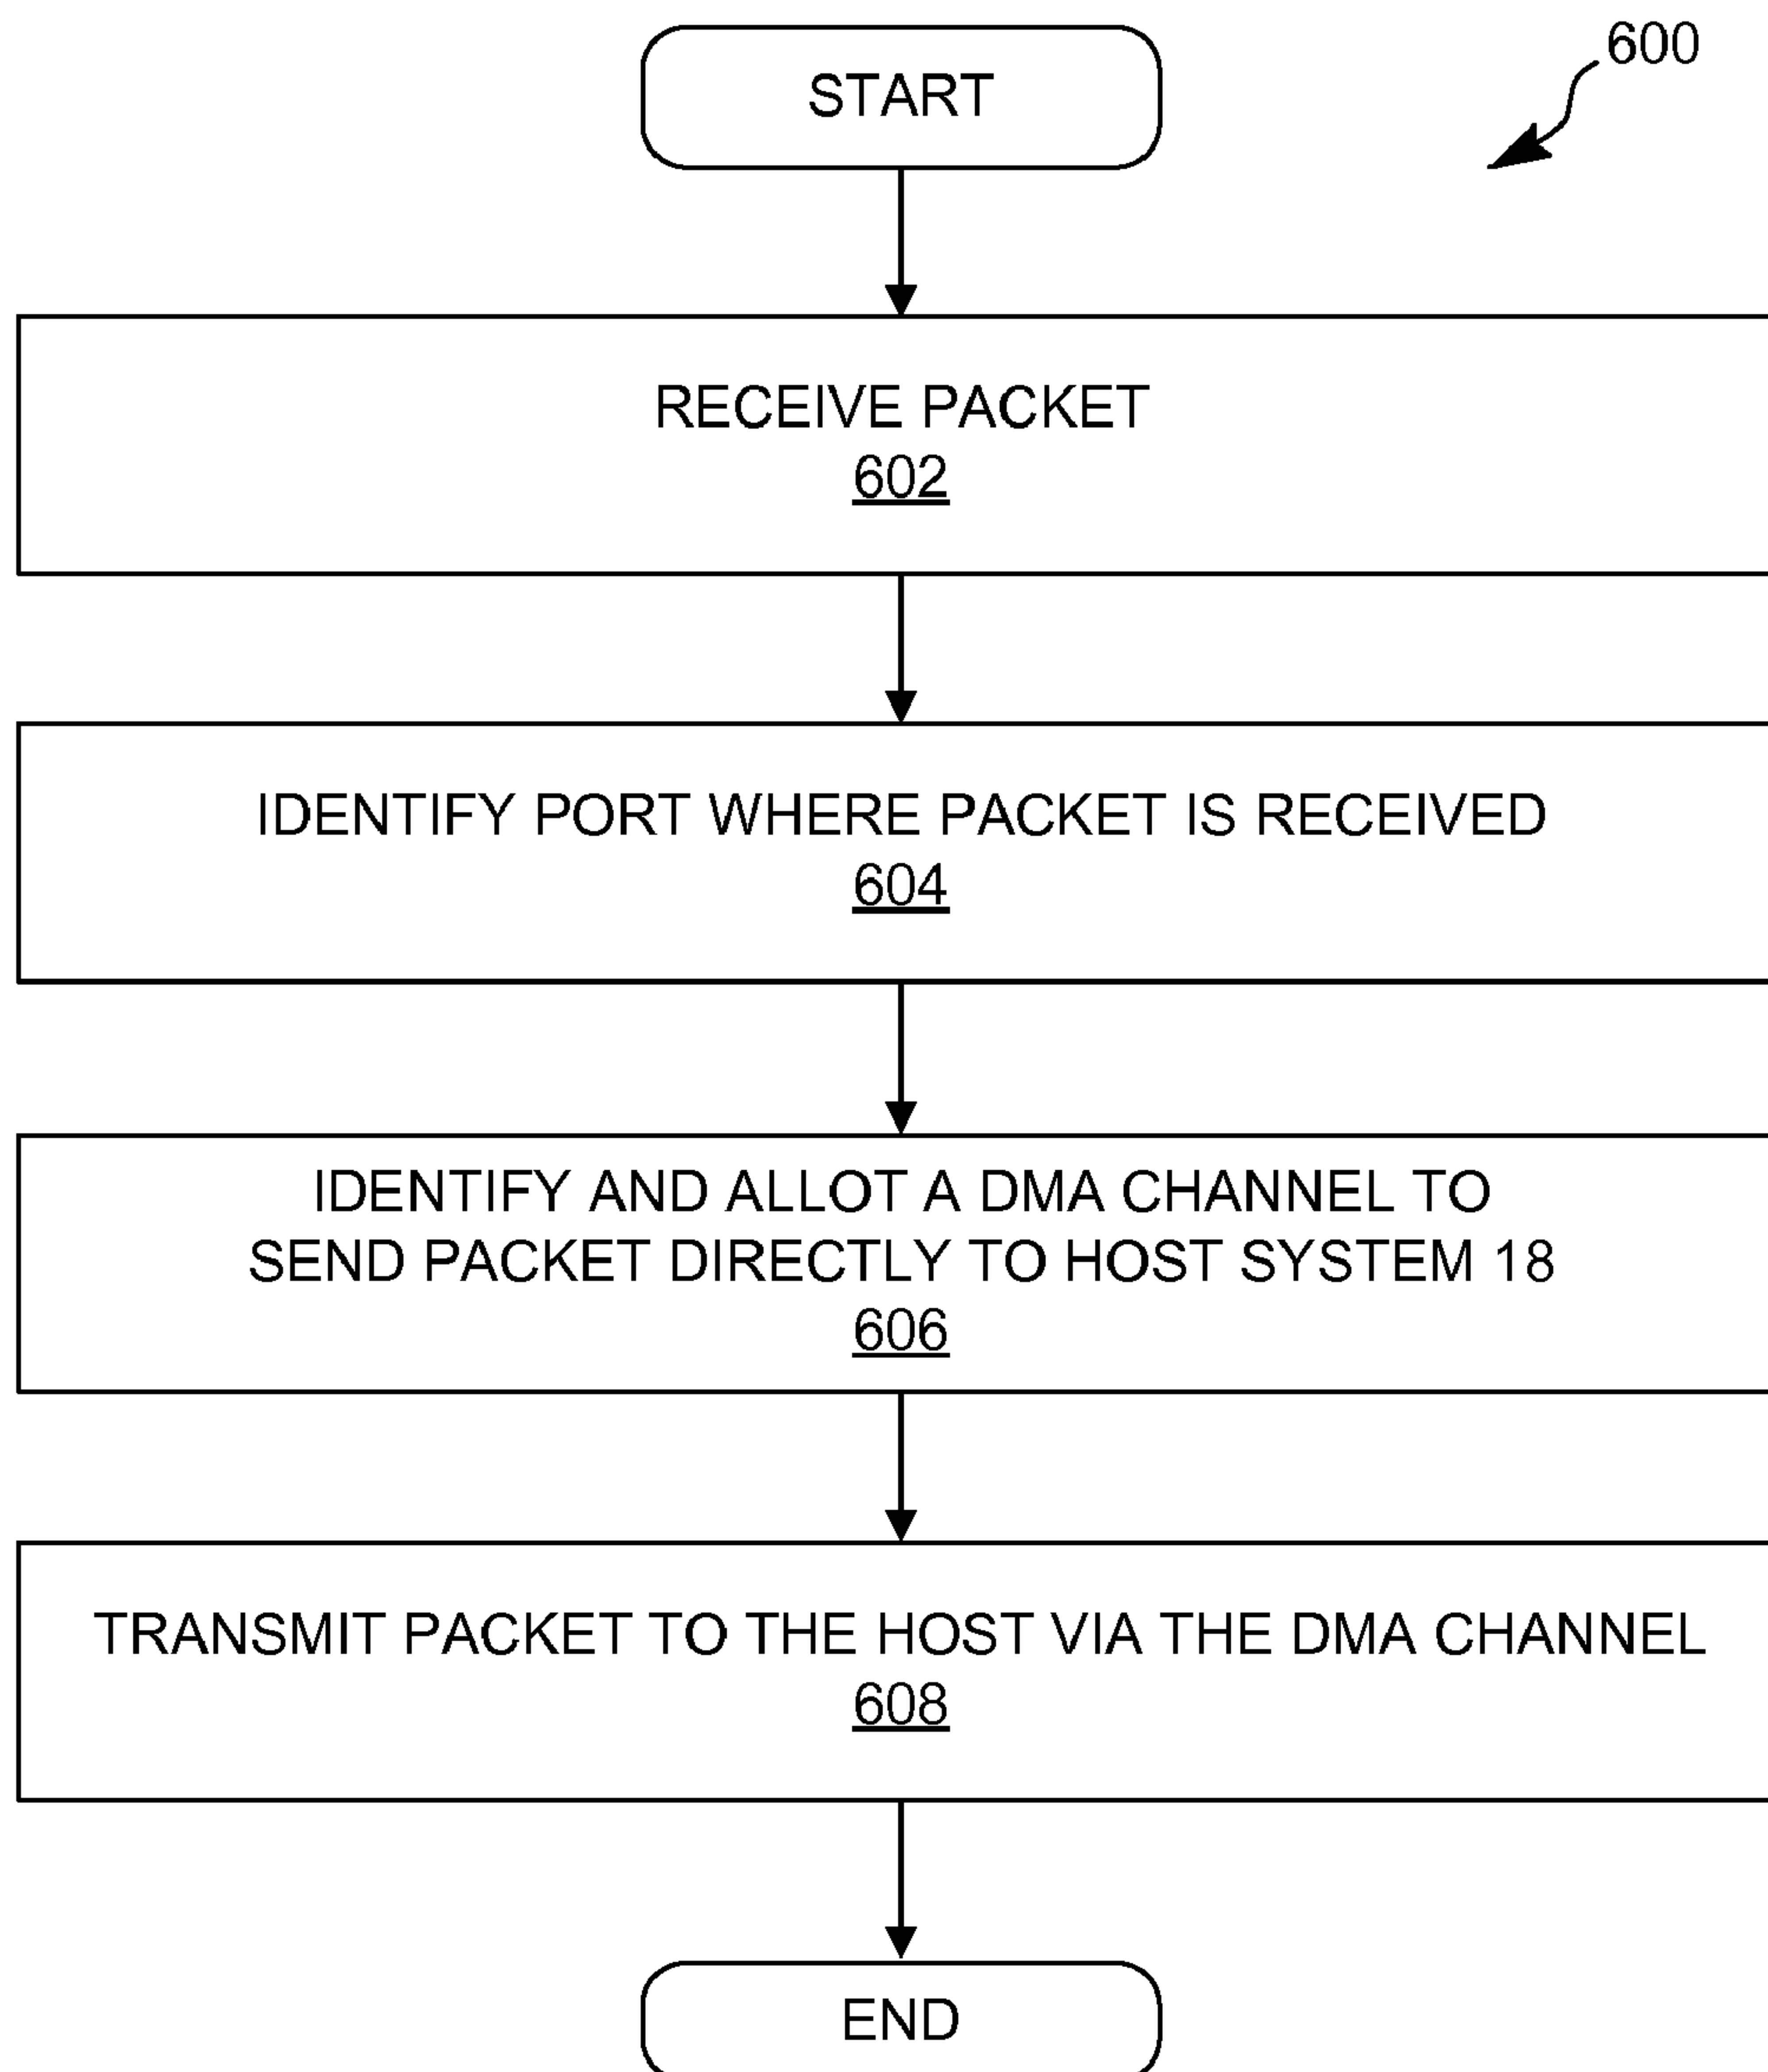 START
600
RECEIVE PACKET
602
IDENTIFY PORT WHERE PACKET IS RECEIVED
604
IDENTIFY AND ALLOT A DMA CHANNEL TO
SEND PACKET DIRECTLY TO HOST SYSTEM 18
606
TRANSMIT PACKET TO THE HOST VIA THE DMA CHANNEL
608
END